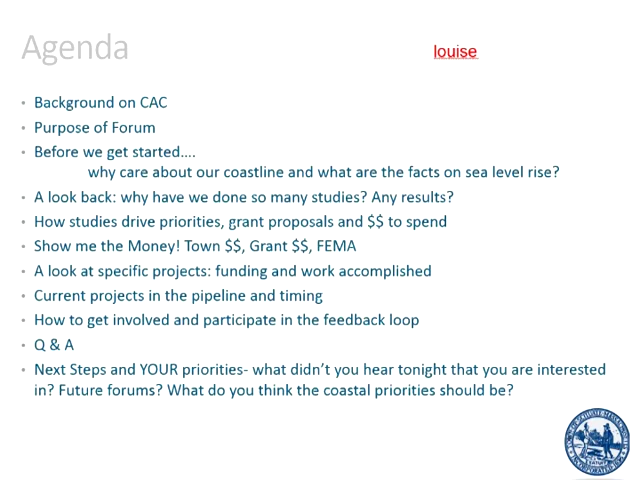 Agenda
louise
• Background on CAC
• Purpose of Forum
• Before we get started....
why care about our coastline and what are the facts on sea level rise?
• A look back: why have we done so many studies? Any results?
• How studies drive priorities, grant proposals and $$ to spend
• Show me the Money! Town $$, Grant $$, FEMA
• A look at specific projects: funding and work accomplished
• Current projects in the pipeline and timing
• How to get involved and participate in the feedback loop
• Q & A
• Next Steps and YOUR priorities- what didn't you hear tonight that you are interested
in? Future forums? What do you think the coastal priorities should be?